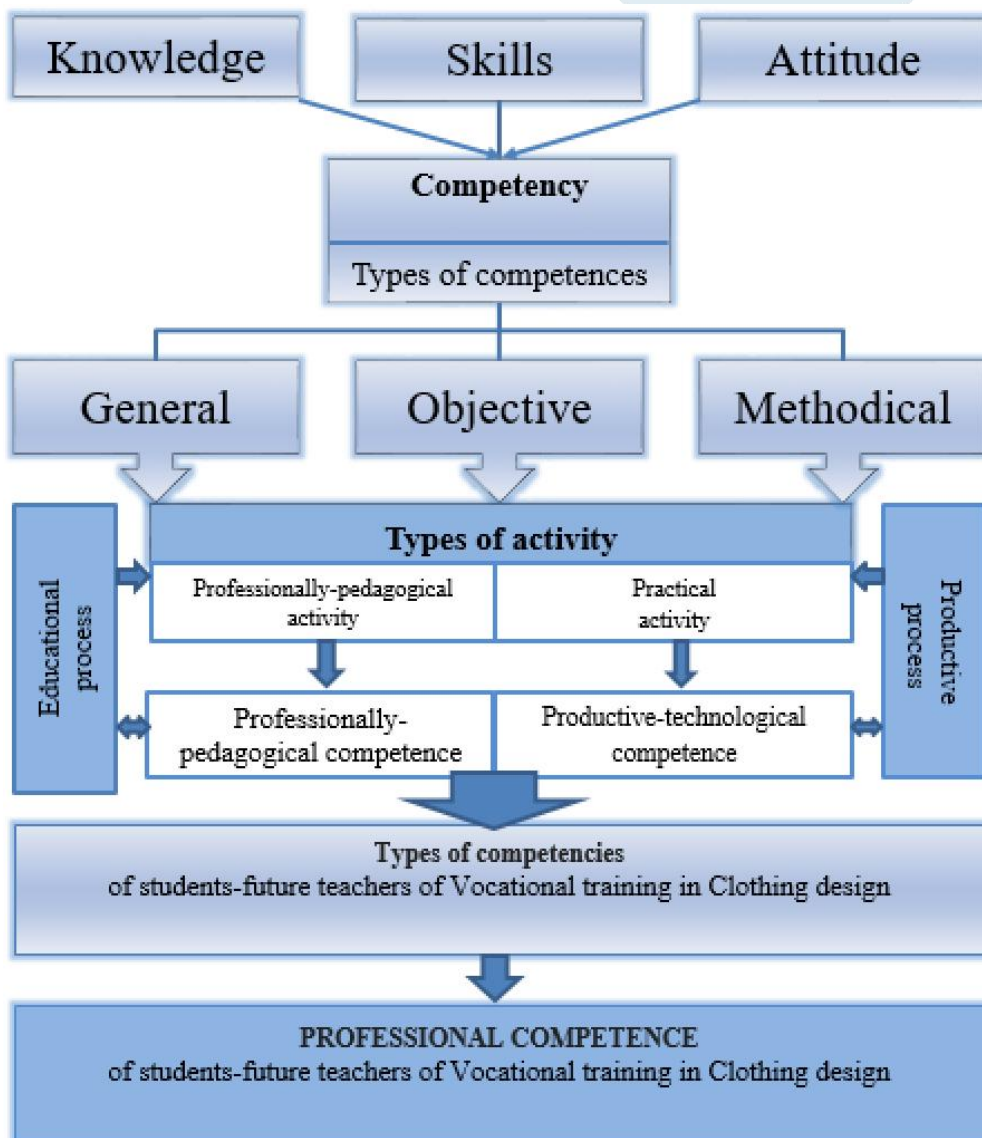 Knowledge
Skills
Attitude
Competency
Types of competences
General
Objective
Methodical
Types of activity
Educational
process
Professionally-pedagogical
activity
Practical
activity
Productive
process
Professionally-
pedagogical competence
Productive-technological
competence
Types of competencies
of students-future teachers of Vocational training in Clothing design
PROFESSIONAL COMPETENCE
of students-future teachers of Vocational training in Clothing design